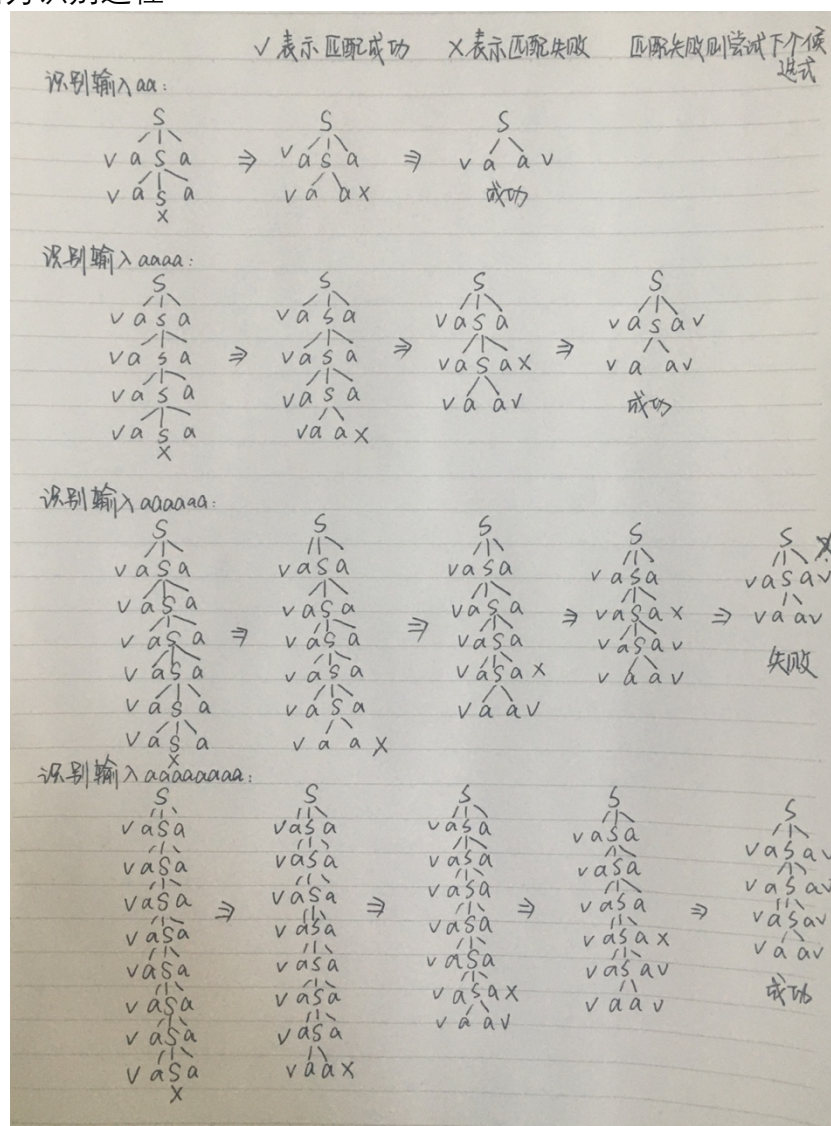 识别过程
√表示匹配成功 X表示匹配失败 匹配失败则尝试下个候
选式
识别输入aa:
S S S
v a S a ⇒ v a s a ⇒ v a a v
v a S a v a a X 成功
X
识别输入aaaa:
S S S S
v a s a v a s a v a S a v a S a v
v a s a ⇒ v a s a ⇒ v a S a X ⇒ v a a v
v a s a v a s a v a a v 成功
v a s a v a a X
X
识别输入aaaaaa:
S S S S S X
v a S a v a S a v a S a v a S a v a S a v
v a S a v a S a v a S a v a S a X v a a v
v a S a ⇒ v a S a ⇒ v a S a ⇒ v a S a v ⇒ 失败
v a S a v a S a v a S a X v a a v
v a S a v a S a v a a v
v a S a v a a X
X
识别输入aaaaaaaa:
S S S S S
v a S a v a S a v a S a v a S a v a S a v
v a S a v a S a v a S a v a S a v a S a v
v a S a ⇒ v a S a ⇒ v a S a ⇒ v a S a ⇒ v a S a v
v a S a v a S a v a S a v a S a X v a a v
v a S a v a S a v a S a v a S a v 成功
v a S a v a S a v a S a X v a a v
v a S a v a S a v a a v
v a S a v a a X
X